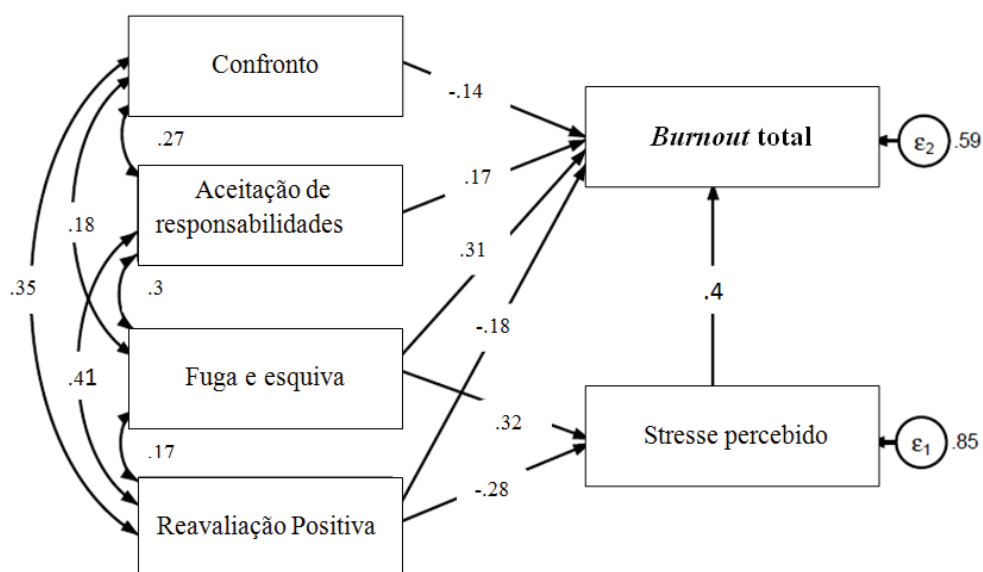 Confronto
-.14
Burnout total
ε2
.59
.27
Aceitação de
responsabilidades
.17
.18
.31
.35
.3
.4
-.18
Fuga e esquiva
.41
.32
Stresse percebido
ε1
.85
.17
-.28
Reavaliação Positiva